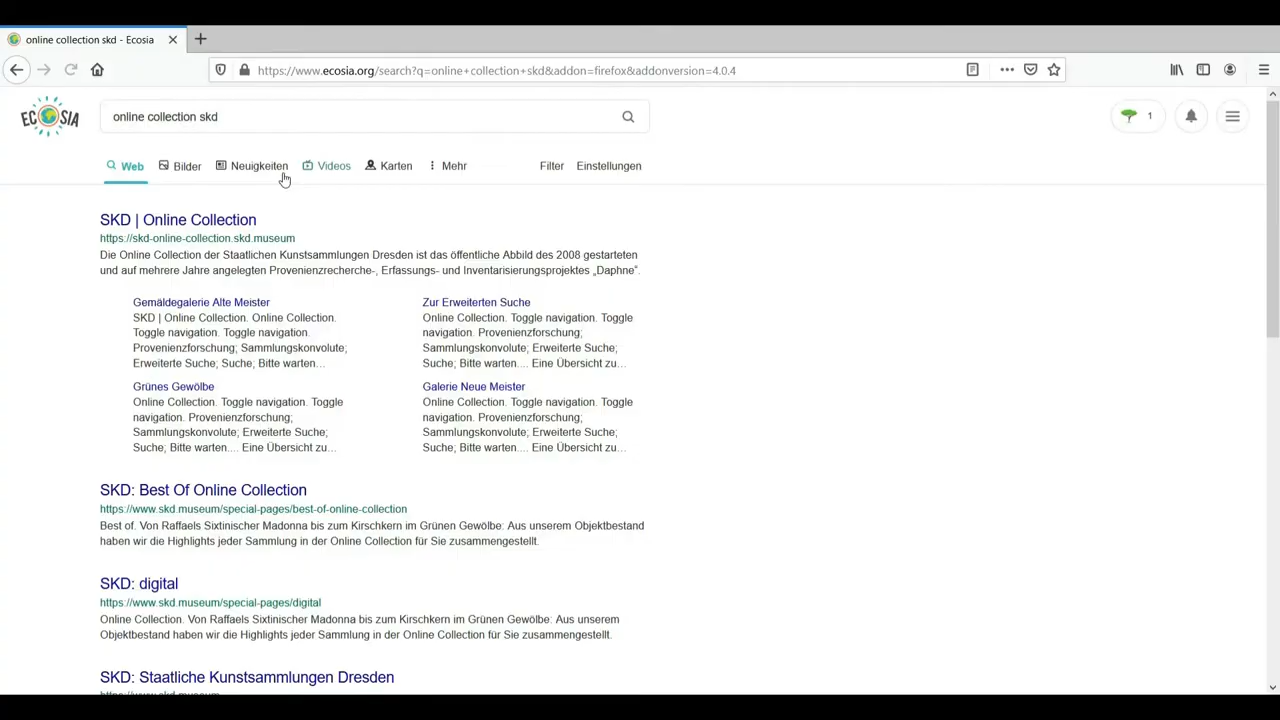 online collection skd - Ecosia
https://www.ecosia.org/search?q=online+collection+skd&addon=firefox&addonversion=4.0.4
ECOSIA
online collection skd
1
Web Bilder Neuigkeiten Videos Karten Mehr Filter Einstellungen
SKD | Online Collection
https://skd-online-collection.skd.museum
Die Online Collection der Staatlichen Kunstsammlungen Dresden ist das öffentliche Abbild des 2008 gestarteten
und auf mehrere Jahre angelegten Provenienzrecherche-, Erfassungs- und Inventarisierungsprojektes „Daphne“.
Gemäldegalerie Alte Meister
SKD | Online Collection. Online Collection.
Toggle navigation. Toggle navigation.
Provenienzforschung; Sammlungskonvolute;
Erweiterte Suche; Suche; Bitte warten...
Zur Erweiterten Suche
Online Collection. Toggle navigation. Toggle
navigation. Provenienzforschung;
Sammlungskonvolute; Erweiterte Suche;
Suche; Bitte warten.... Eine Übersicht zu...
Grünes Gewölbe
Online Collection. Toggle navigation. Toggle
navigation. Provenienzforschung;
Sammlungskonvolute; Erweiterte Suche;
Suche; Bitte warten.... Eine Übersicht zu...
Galerie Neue Meister
Online Collection. Toggle navigation. Toggle
navigation. Provenienzforschung;
Sammlungskonvolute; Erweiterte Suche;
Suche; Bitte warten.... Eine Übersicht zu...
SKD: Best Of Online Collection
https://www.skd.museum/special-pages/best-of-online-collection
Best of. Von Raffaels Sixtinischer Madonna bis zum Kirschkern im Grünen Gewölbe: Aus unserem Objektbestand
haben wir die Highlights jeder Sammlung in der Online Collection für Sie zusammengestellt.
SKD: digital
https://www.skd.museum/special-pages/digital
Online Collection. Von Raffaels Sixtinischer Madonna bis zum Kirschkern im Grünen Gewölbe: Aus unserem
Objektbestand haben wir die Highlights jeder Sammlung in der Online Collection für Sie zusammengestellt.
SKD: Staatliche Kunstsammlungen Dresden
https://www.skd.museum